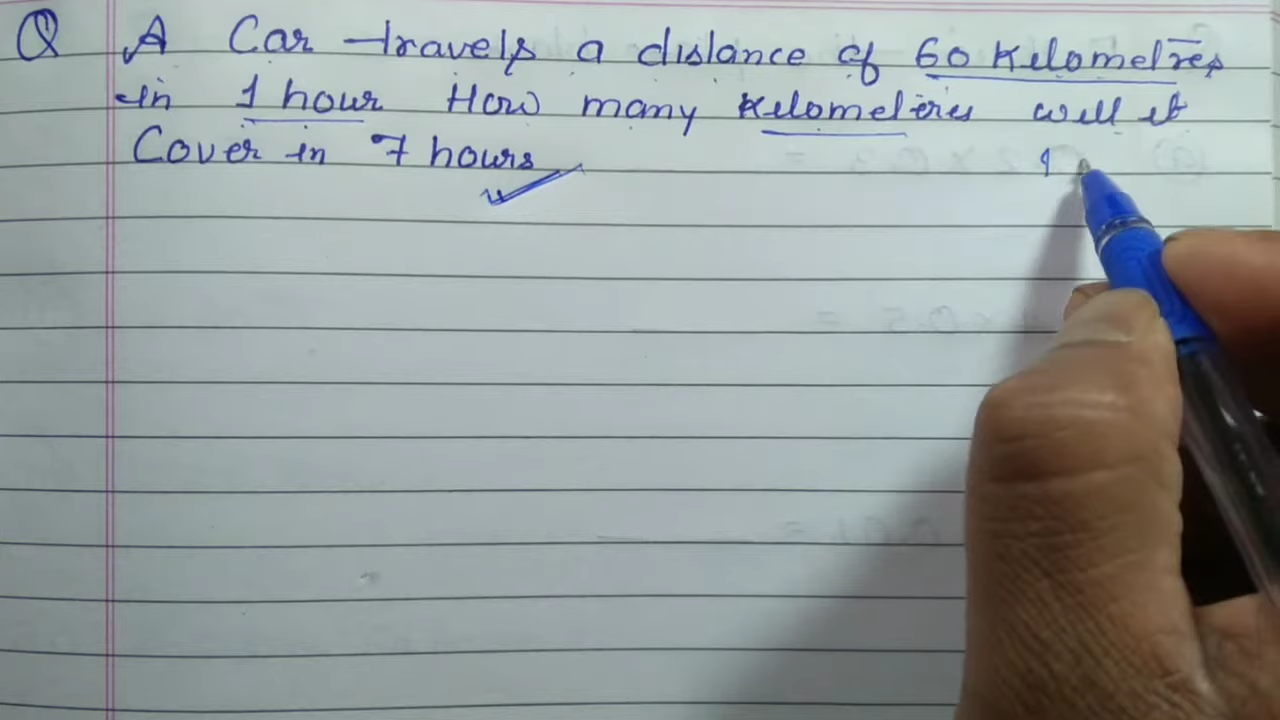 Q A Car travels a distance of 60 Kilometres
in 1 hour How many Kilometres will it
Cover in 7 hours